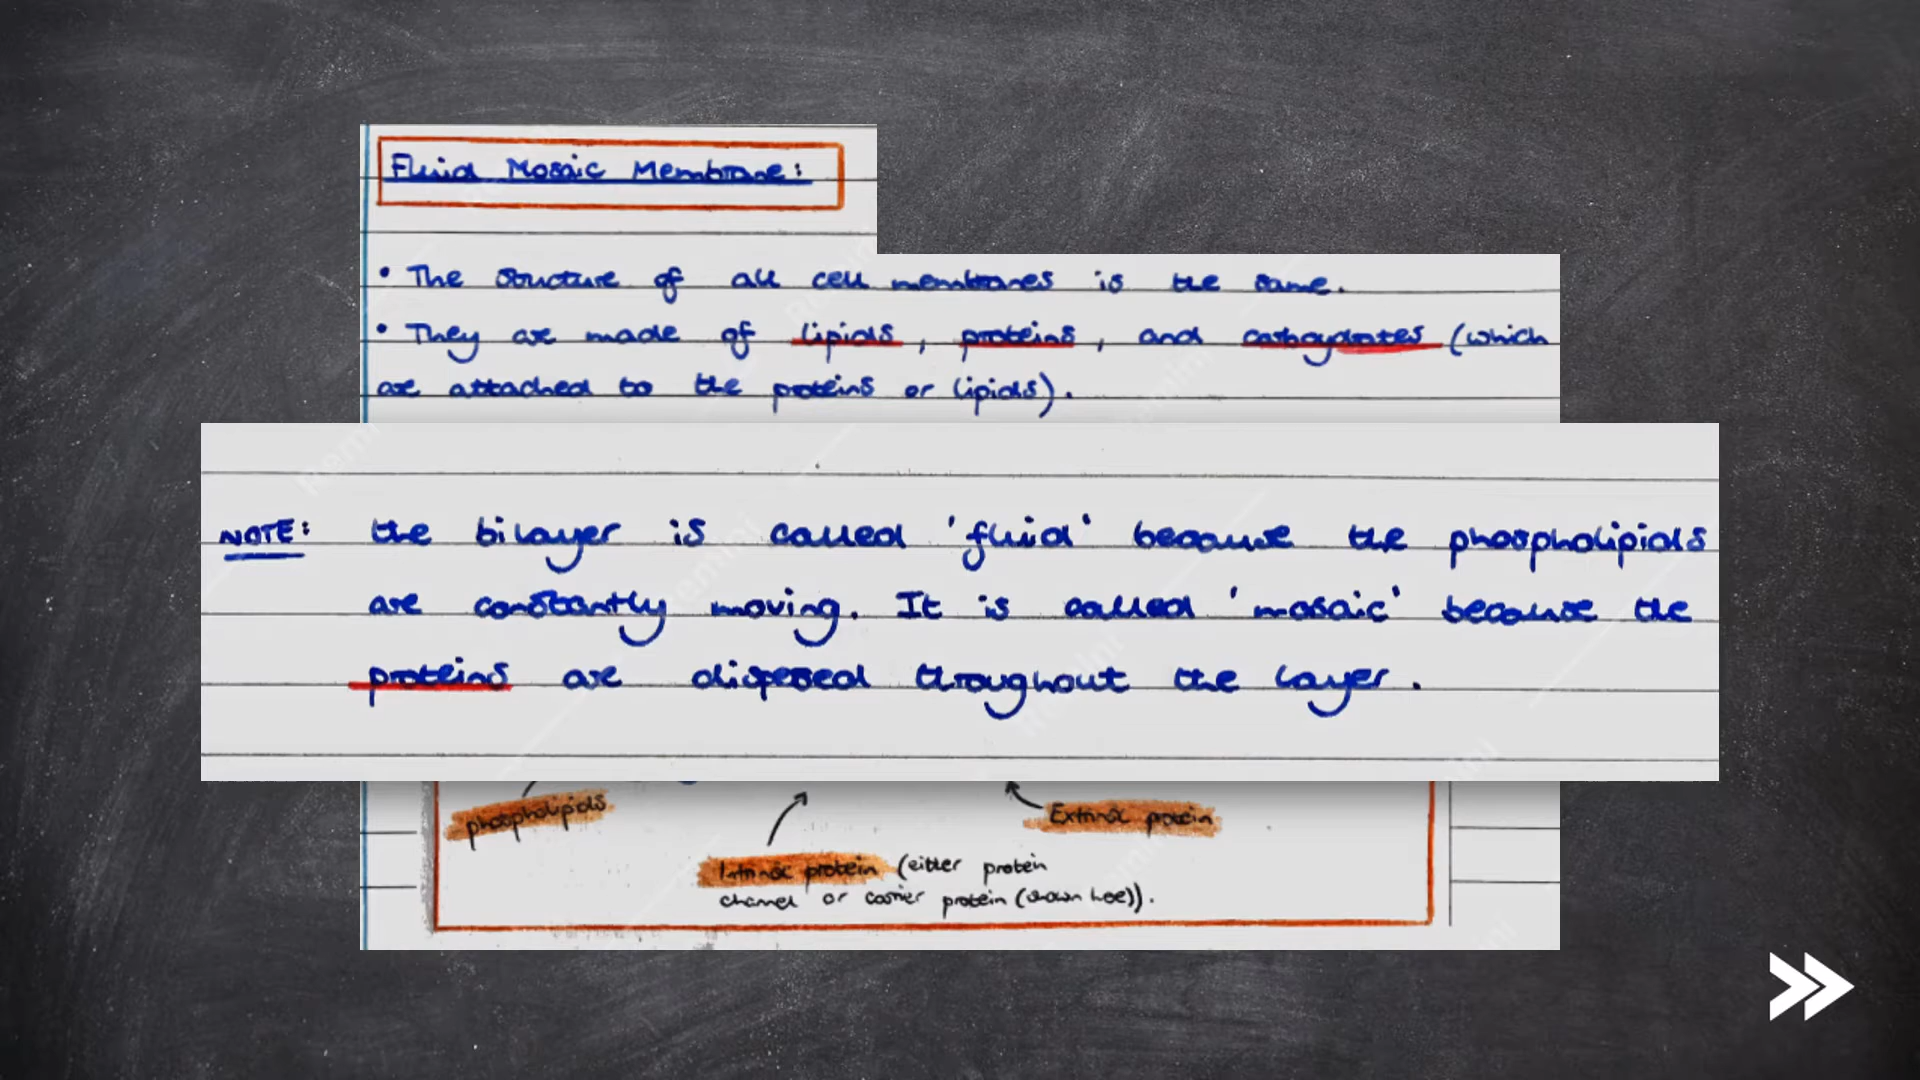 Fluid Mosaic Membrane:
• The structure of all cell membranes is the same.
• They are made of lipids, proteins, and carbohydrates (which
are attached to the proteins or lipids).
NOTE: the bilayer is called 'fluid' because the phospholipids
are constantly moving. It is called 'mosaic' because the
proteins are dispersed throughout the layer.
phospholipids
Extrinsic protein
Intrinsic protein (either protein
channel or carrier protein (shown here)).